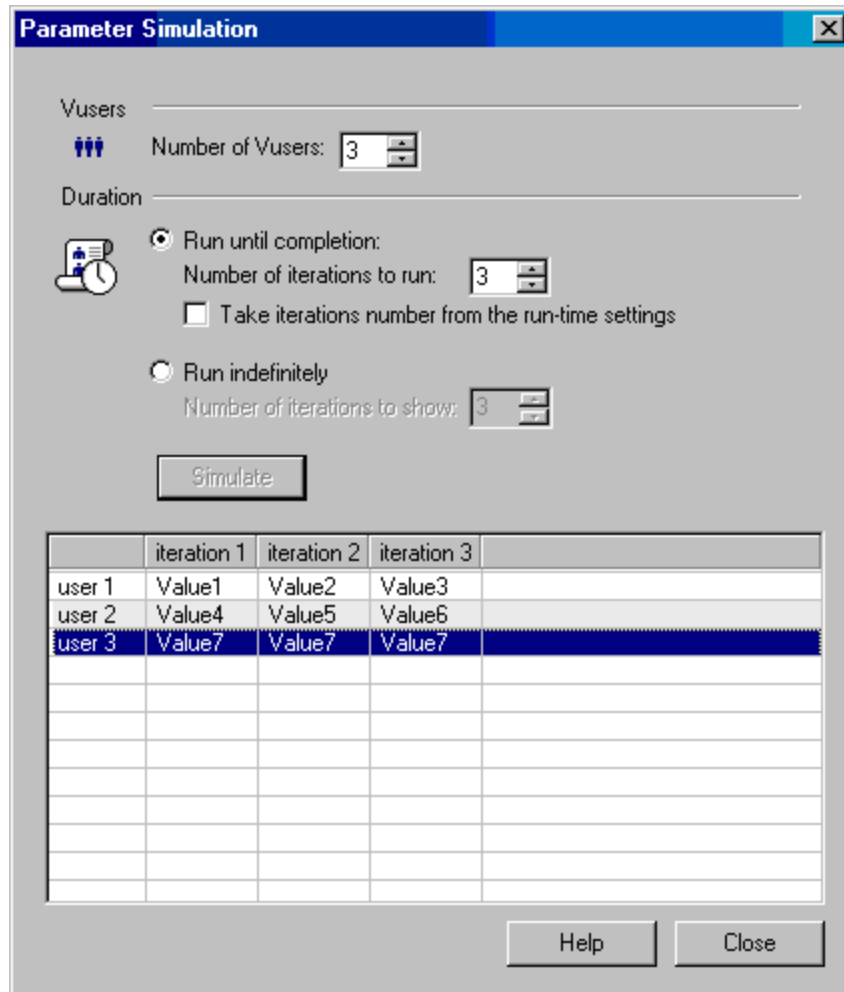 Parameter Simulation
Vusers
Number of Vusers: 3
Duration
Run until completion:
Number of iterations to run: 3
Take iterations number from the run-time settings
Run indefinitely
Number of iterations to show: 3
Simulate
iteration 1 iteration 2 iteration 3
user 1 Value1 Value2 Value3
user 2 Value4 Value5 Value6
user 3 Value7 Value7 Value7
Help Close